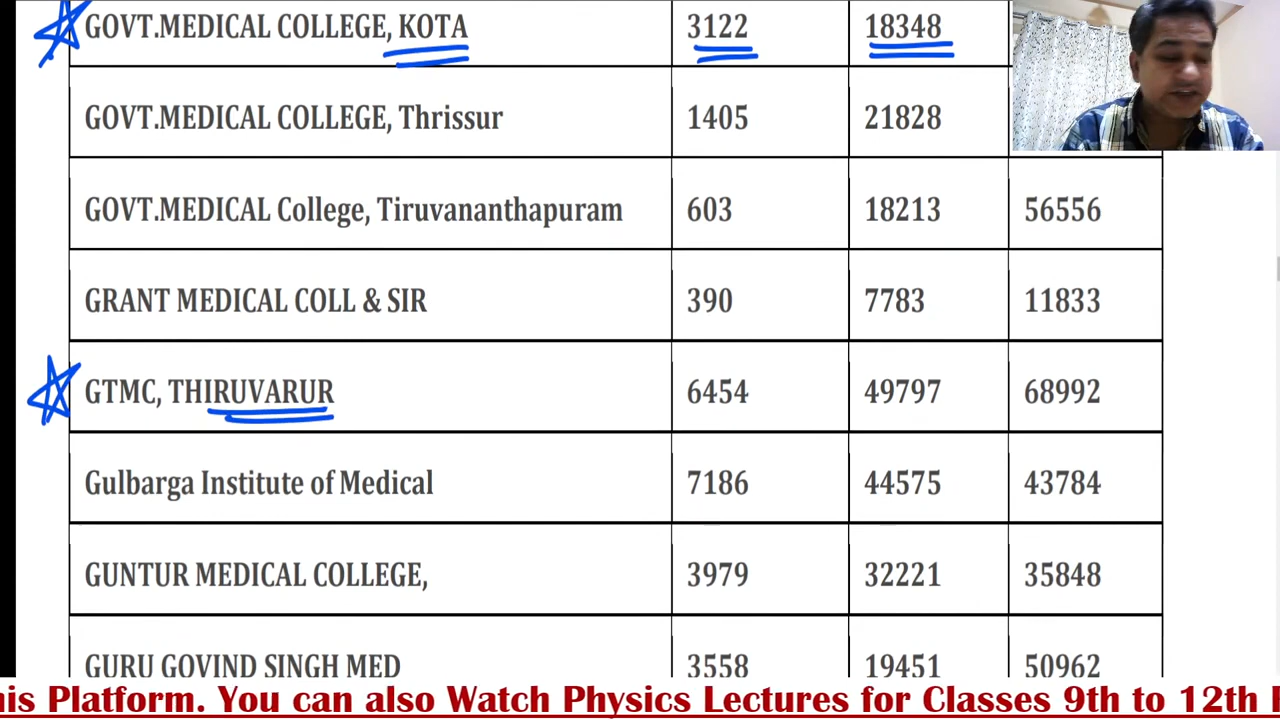 GOVT.MEDICAL COLLEGE, KOTA 3122 18348
GOVT.MEDICAL COLLEGE, Thrissur 1405 21828
GOVT.MEDICAL College, Tiruvananthapuram 603 18213 56556
GRANT MEDICAL COLL & SIR 390 7783 11833
GTMC, THIRUVARUR 6454 49797 68992
Gulbarga Institute of Medical 7186 44575 43784
GUNTUR MEDICAL COLLEGE, 3979 32221 35848
GURU GOVIND SINGH MED 3558 19451 50962
his Platform. You can also Watch Physics Lectures for Classes 9th to 12th